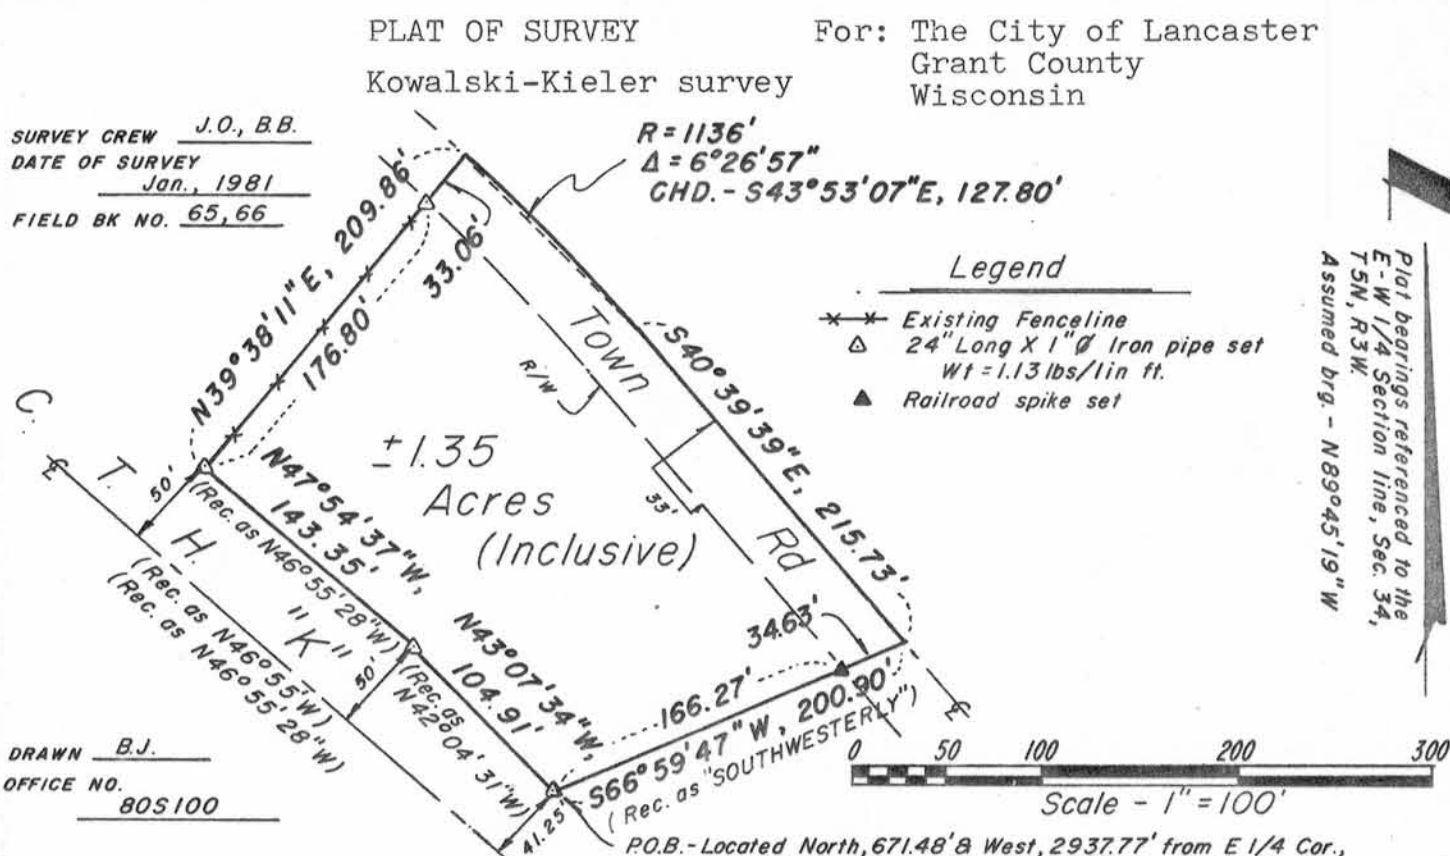 PLAT OF SURVEY
Kowalski-Kieler survey
For: The City of Lancaster
Grant County
Wisconsin
SURVEY CREW J.O., B.B.
DATE OF SURVEY
Jan., 1981
FIELD BK NO. 65,66
R = 1136'
Δ = 6°26'57"
CHD. - S43°53'07"E, 127.80'
Legend
Existing Fenceline
24" Long X 1"Ø Iron pipe set
Wt = 1.13 lbs/lin ft.
Railroad spike set
Plat bearings referenced to the
E-W 1/4 Section line, Sec. 34,
T5N, R3W.
Assumed brg. - N89°45'19"W
N39°38'11"E, 209.86'
176.80'
33.06'
Town
Rd
R/W
33'
S40°39'39"E, 215.73'
±1.35
Acres
(Inclusive)
N47°54'37"W,
143.35'
(Rec. as N46°55'28"W)
N43°07'34"W,
104.91'
(Rec. as
N42°04'31"W)
34.63'
166.27'
S66°59'47"W, 200.90'
(Rec. as "SOUTHWESTERLY")
C. T. H. "K"
℄
50'
50'
41.25
℄
(Rec. as N46°55'W)
(Rec. as N46°55'28"W)
DRAWN B.J.
OFFICE NO.
80S100
0 50 100 200 300
Scale - 1" = 100'
P.O.B.- Located North, 671.48' & West, 2937.77' from E 1/4 Cor.,